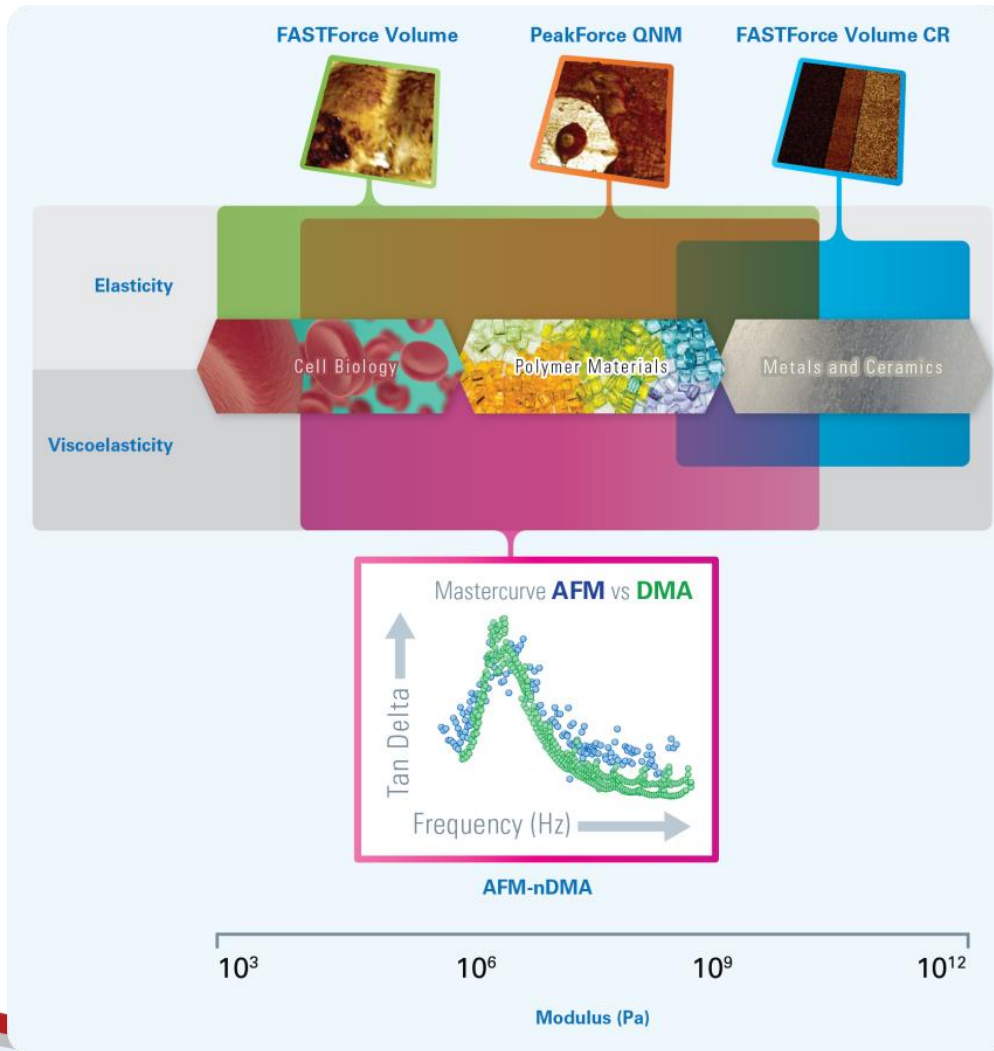 FASTForce Volume
PeakForce QNM
FASTForce Volume CR
Elasticity
Cell Biology
Polymer Materials
Metals and Ceramics
Viscoelasticity
Mastercurve AFM vs DMA
Tan Delta
Frequency (Hz)
AFM-nDMA
10³
10⁶
10⁹
10¹²
Modulus (Pa)